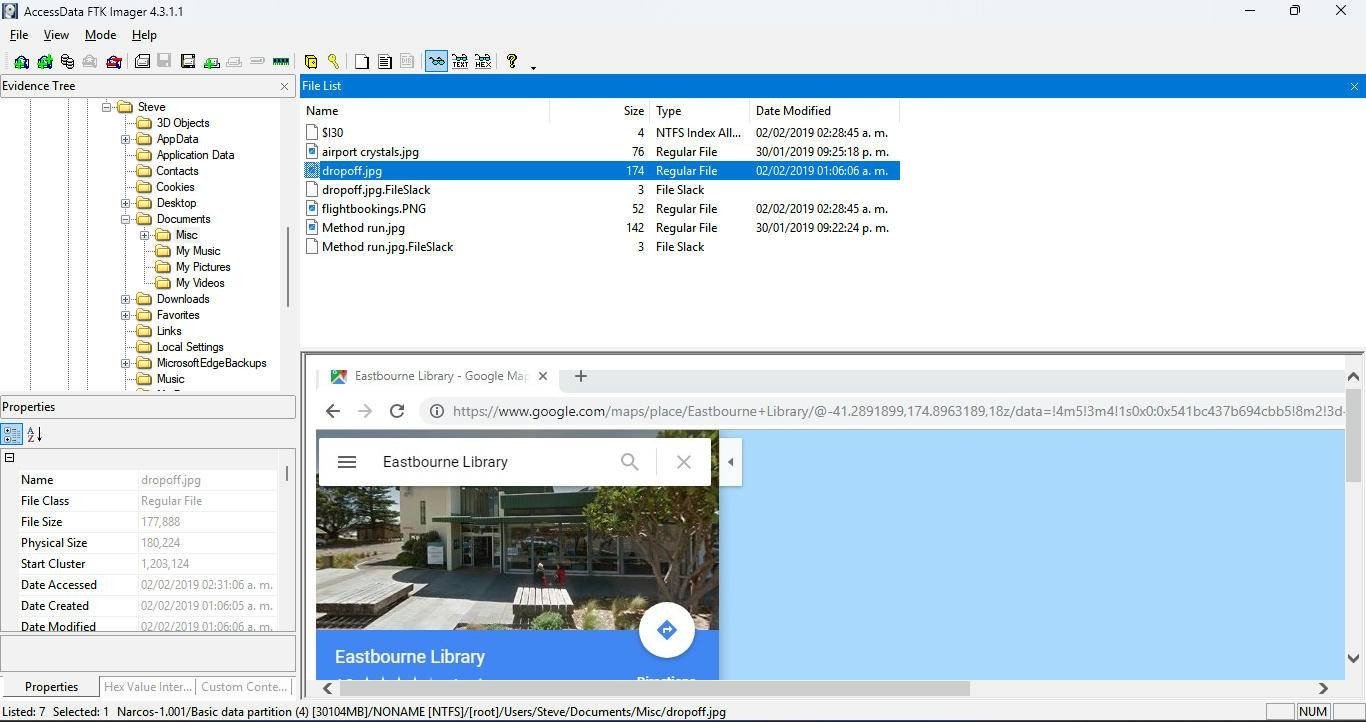 AccessData FTK Imager 4.3.1.1
File View Mode Help
TEXT HEX
Evidence Tree
Steve
3D Objects
AppData
Application Data
Contacts
Cookies
Desktop
Documents
Misc
My Music
My Pictures
My Videos
Downloads
Favorites
Links
Local Settings
MicrosoftEdgeBackups
Music
File List
Name Size Type Date Modified
$I30 4 NTFS Index All... 02/02/2019 02:28:45 a. m.
airport crystals.jpg 76 Regular File 30/01/2019 09:25:18 p. m.
dropoff.jpg 174 Regular File 02/02/2019 01:06:06 a. m.
dropoff.jpg.FileSlack 3 File Slack
flightbookings.PNG 52 Regular File 02/02/2019 02:28:45 a. m.
Method run.jpg 142 Regular File 30/01/2019 09:22:24 p. m.
Method run.jpg.FileSlack 3 File Slack
Properties
Name dropoff.jpg
File Class Regular File
File Size 177,888
Physical Size 180,224
Start Cluster 1,203,124
Date Accessed 02/02/2019 02:31:06 a. m.
Date Created 02/02/2019 01:06:05 a. m.
Date Modified 02/02/2019 01:06:06 a. m.
Properties Hex Value Inter... Custom Conte...
Eastbourne Library - Google Map
https://www.google.com/maps/place/Eastbourne+Library/@-41.2891899,174.8963189,18z/data=!4m5!3m4!1s0x0:0x541bc437b694cbb5!8m2!3d-
Eastbourne Library
Eastbourne Library
Directions
Listed: 7 Selected: 1 Narcos-1.001/Basic data partition (4) [30104MB]/NONAME [NTFS]/[root]/Users/Steve/Documents/Misc/dropoff.jpg
NUM